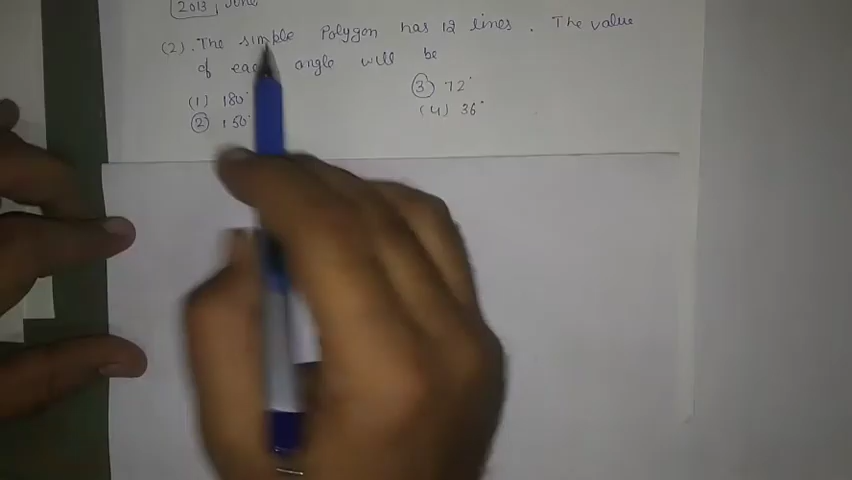 2013, June
(2). The simple Polygon has 12 lines. The value
of each angle will be
(1) 180° (3) 72°
(2) 150° (4) 36°